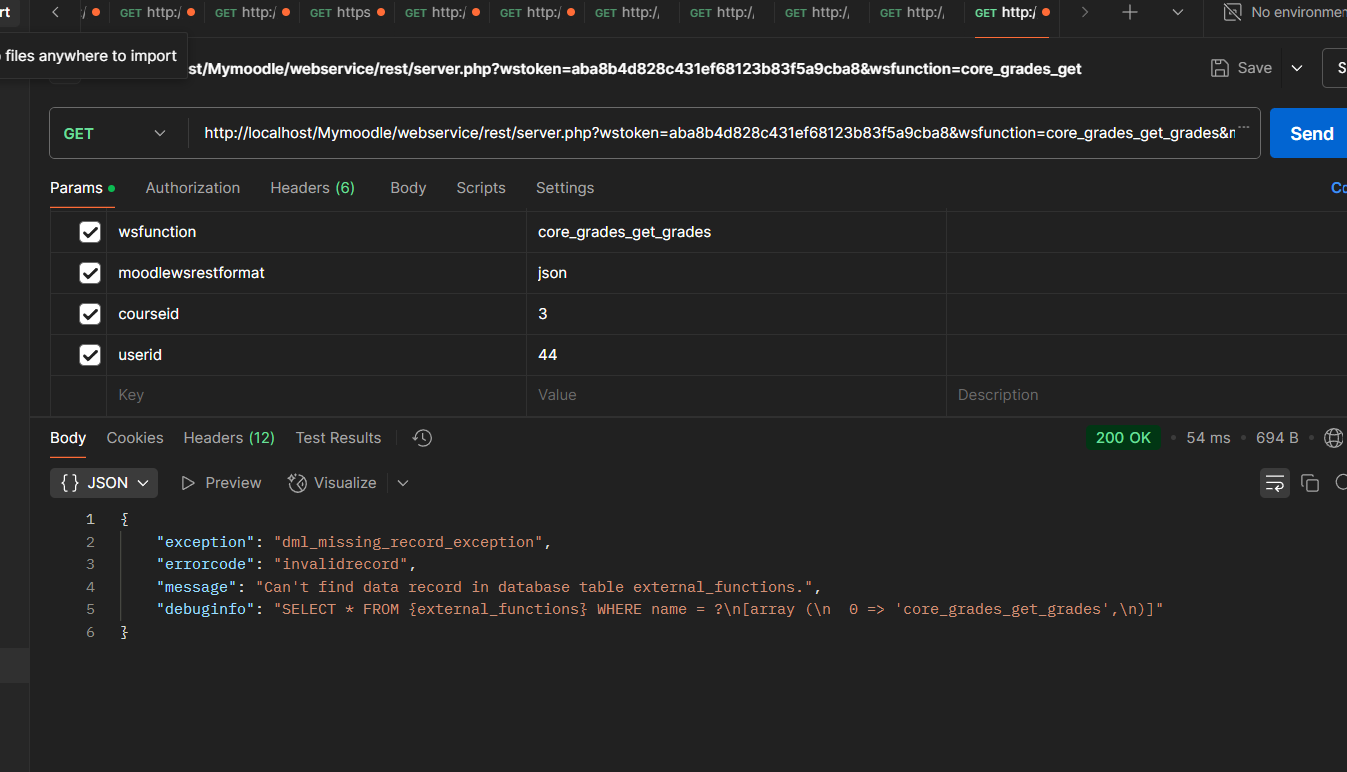 rt GET http:/ GET http:/ GET https GET http:/ GET http:/ GET http:/, GET http:/, GET http:/, GET http:/, GET http:/ No environmen
files anywhere to import
st/Mymoodle/webservice/rest/server.php?wstoken=aba8b4d828c431ef68123b83f5a9cba8&wsfunction=core_grades_get Save S
GET http://localhost/Mymoodle/webservice/rest/server.php?wstoken=aba8b4d828c431ef68123b83f5a9cba8&wsfunction=core_grades_get_grades&m ... Send
Params Authorization Headers (6) Body Scripts Settings Co
wsfunction core_grades_get_grades
moodlewsrestformat json
courseid 3
userid 44
Key Value Description
Body Cookies Headers (12) Test Results 200 OK • 54 ms • 694 B •
{} JSON Preview Visualize
1 {
2 "exception": "dml_missing_record_exception",
3 "errorcode": "invalidrecord",
4 "message": "Can't find data record in database table external_functions.",
5 "debuginfo": "SELECT * FROM {external_functions} WHERE name = ?\n[array (\n  0 => 'core_grades_get_grades',\n)]"
6 }